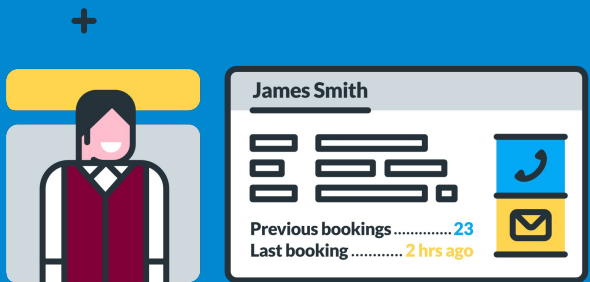 James Smith
Previous bookings .............. 23
Last booking ............ 2 hrs ago